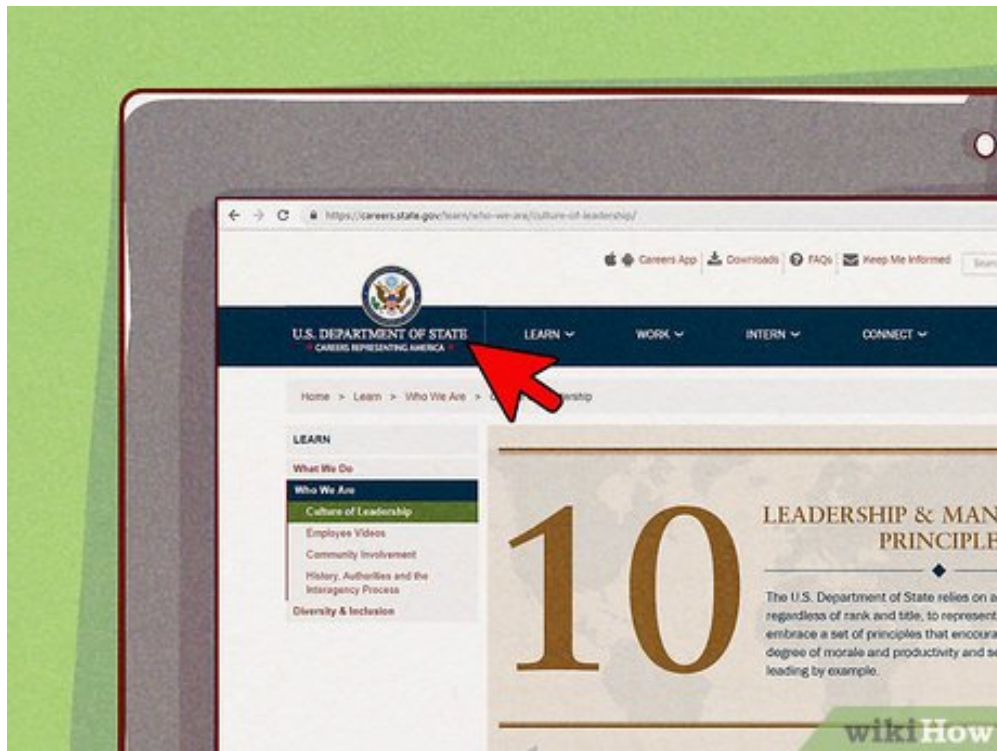 https://careers.state.gov/learn/who-we-are/culture-of-leadership/
Careers App Downloads FAQs Keep Me Informed
U.S. DEPARTMENT OF STATE
CAREERS REPRESENTING AMERICA
LEARN WORK INTERN CONNECT
Home > Learn > Who We Are >
LEARN
What We Do
Who We Are
Culture of Leadership
Employee Videos
Community Involvement
History, Authorities and the
Interagency Process
Diversity & Inclusion
10
LEADERSHIP & MAN
PRINCIPLE
The U.S. Department of State relies on a
regardless of rank and title, to represent
embrace a set of principles that encoura
degree of morale and productivity and se
leading by example.
wikiHow